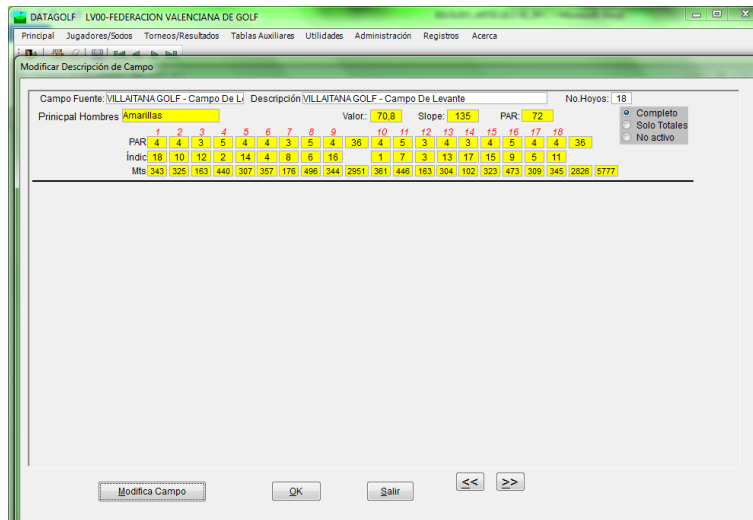 DATAGOLF LV00-FEDERACION VALENCIANA DE GOLF
Principal Jugadores/Socios Torneos/Resultados Tablas Auxiliares Utilidades Administración Registros Acerca
Modificar Descripción de Campo
Campo Fuente: VILLAITANA GOLF - Campo De L Descripción VILLAITANA GOLF - Campo De Levante No.Hoyos: 18
Prinicpal Hombres Amarillas Valor.: 70,8 Slope: 135 PAR: 72 Completo
Solo Totales
No activo
1 2 3 4 5 6 7 8 9 10 11 12 13 14 15 16 17 18
PAR 4 4 3 5 4 4 3 5 4 36 4 5 3 4 3 4 5 4 4 36
Índic 18 10 12 2 14 4 8 6 16 1 7 3 13 17 15 9 5 11
Mts 343 325 163 440 307 357 176 496 344 2951 361 446 163 304 102 323 473 309 345 2826 5777
Modifica Campo OK Salir << >>